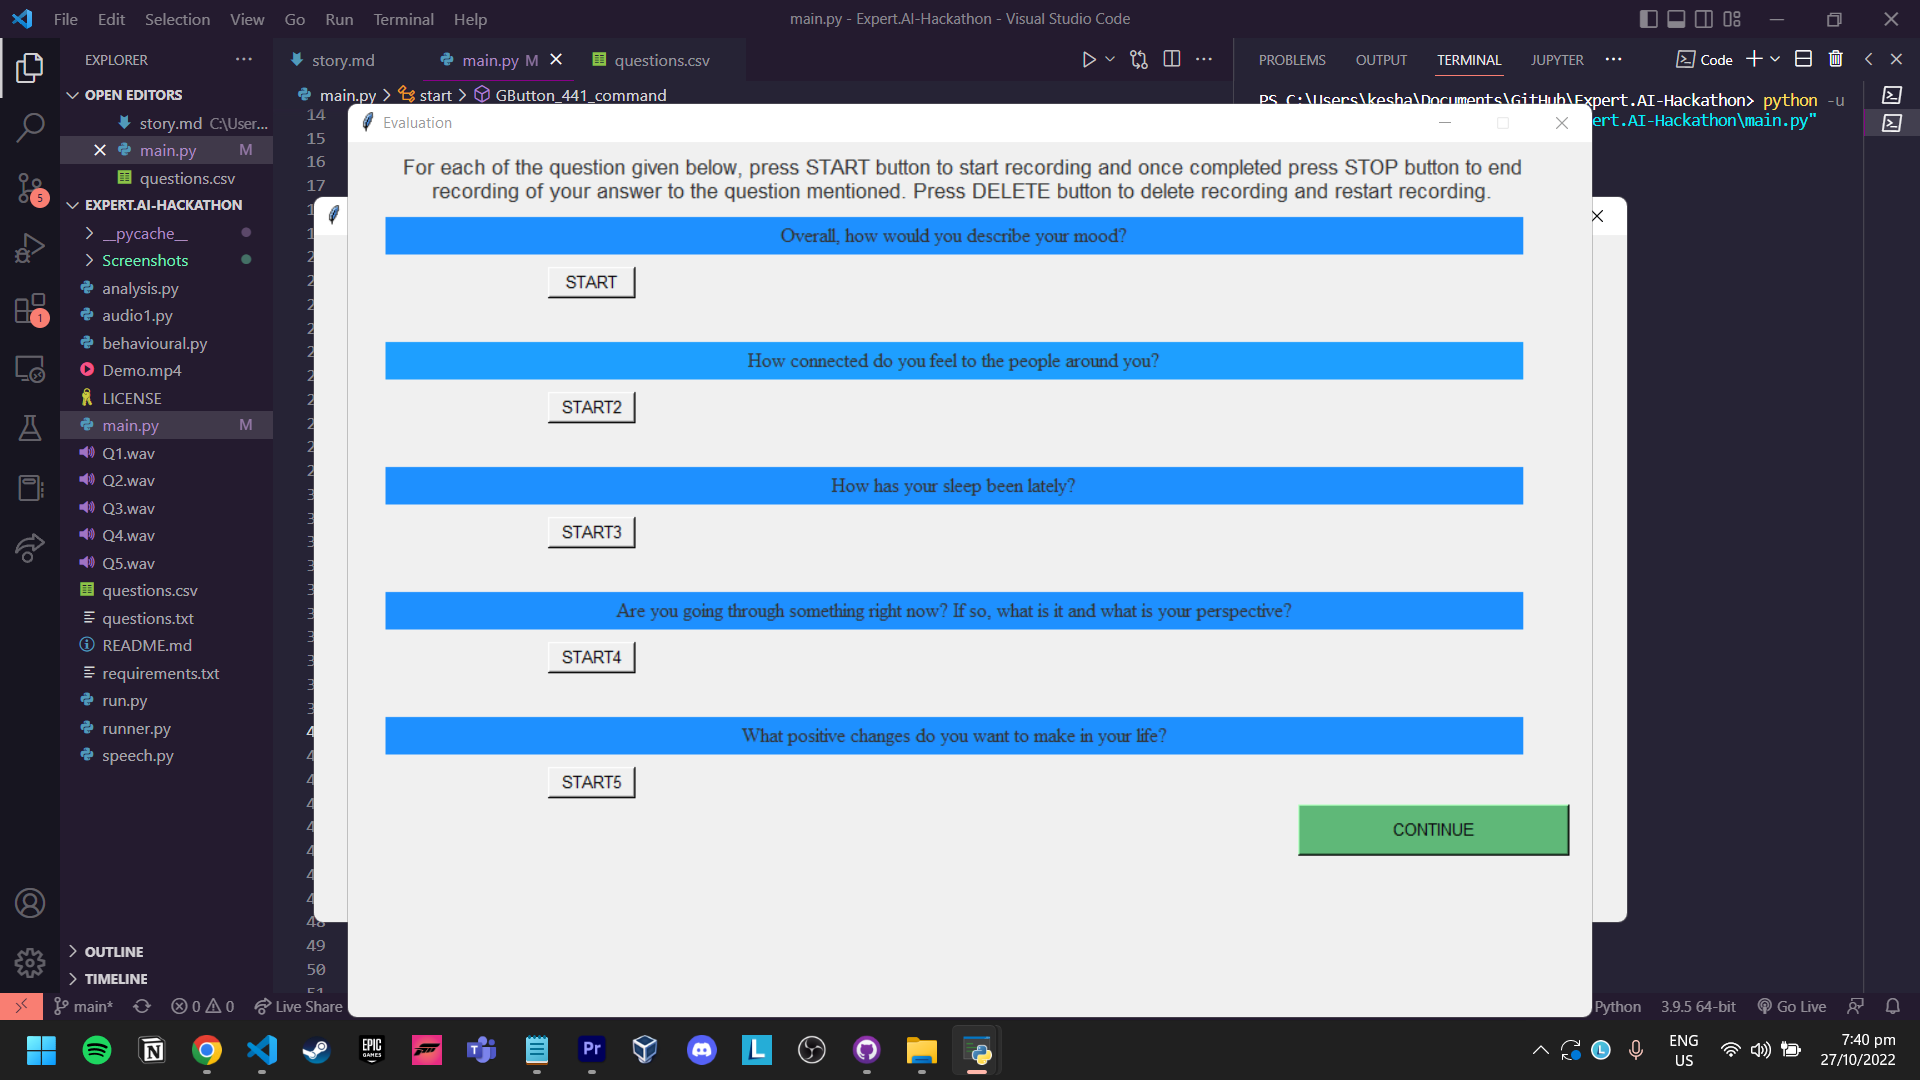 File Edit Selection View Go Run Terminal Help
main.py - Expert.AI-Hackathon - Visual Studio Code
EXPLORER
OPEN EDITORS
story.md C:\User...
main.py M
questions.csv
5
EXPERT.AI-HACKATHON
__pycache__
Screenshots
analysis.py
1
audio1.py
behavioural.py
Demo.mp4
LICENSE
main.py M
Q1.wav
Q2.wav
Q3.wav
Q4.wav
Q5.wav
questions.csv
questions.txt
README.md
requirements.txt
run.py
runner.py
speech.py
OUTLINE
TIMELINE
story.md main.py M questions.csv
main.py > start > GButton_441_command
14
15
16
17
48
49
50
51
PROBLEMS OUTPUT TERMINAL JUPYTER Code
PS C:\Users\kesha\Documents\GitHub\Expert.AI-Hackathon> python -u
ert.AI-Hackathon\main.py"
Evaluation
For each of the question given below, press START button to start recording and once completed press STOP button to end
recording of your answer to the question mentioned. Press DELETE button to delete recording and restart recording.
Overall, how would you describe your mood?
START
How connected do you feel to the people around you?
START2
How has your sleep been lately?
START3
Are you going through something right now? If so, what is it and what is your perspective?
START4
What positive changes do you want to make in your life?
START5
CONTINUE
main* 0 0 Live Share
Python 3.9.5 64-bit Go Live
EPIC GAMES
Pr
L
L
ENG
US
7:40 pm
27/10/2022